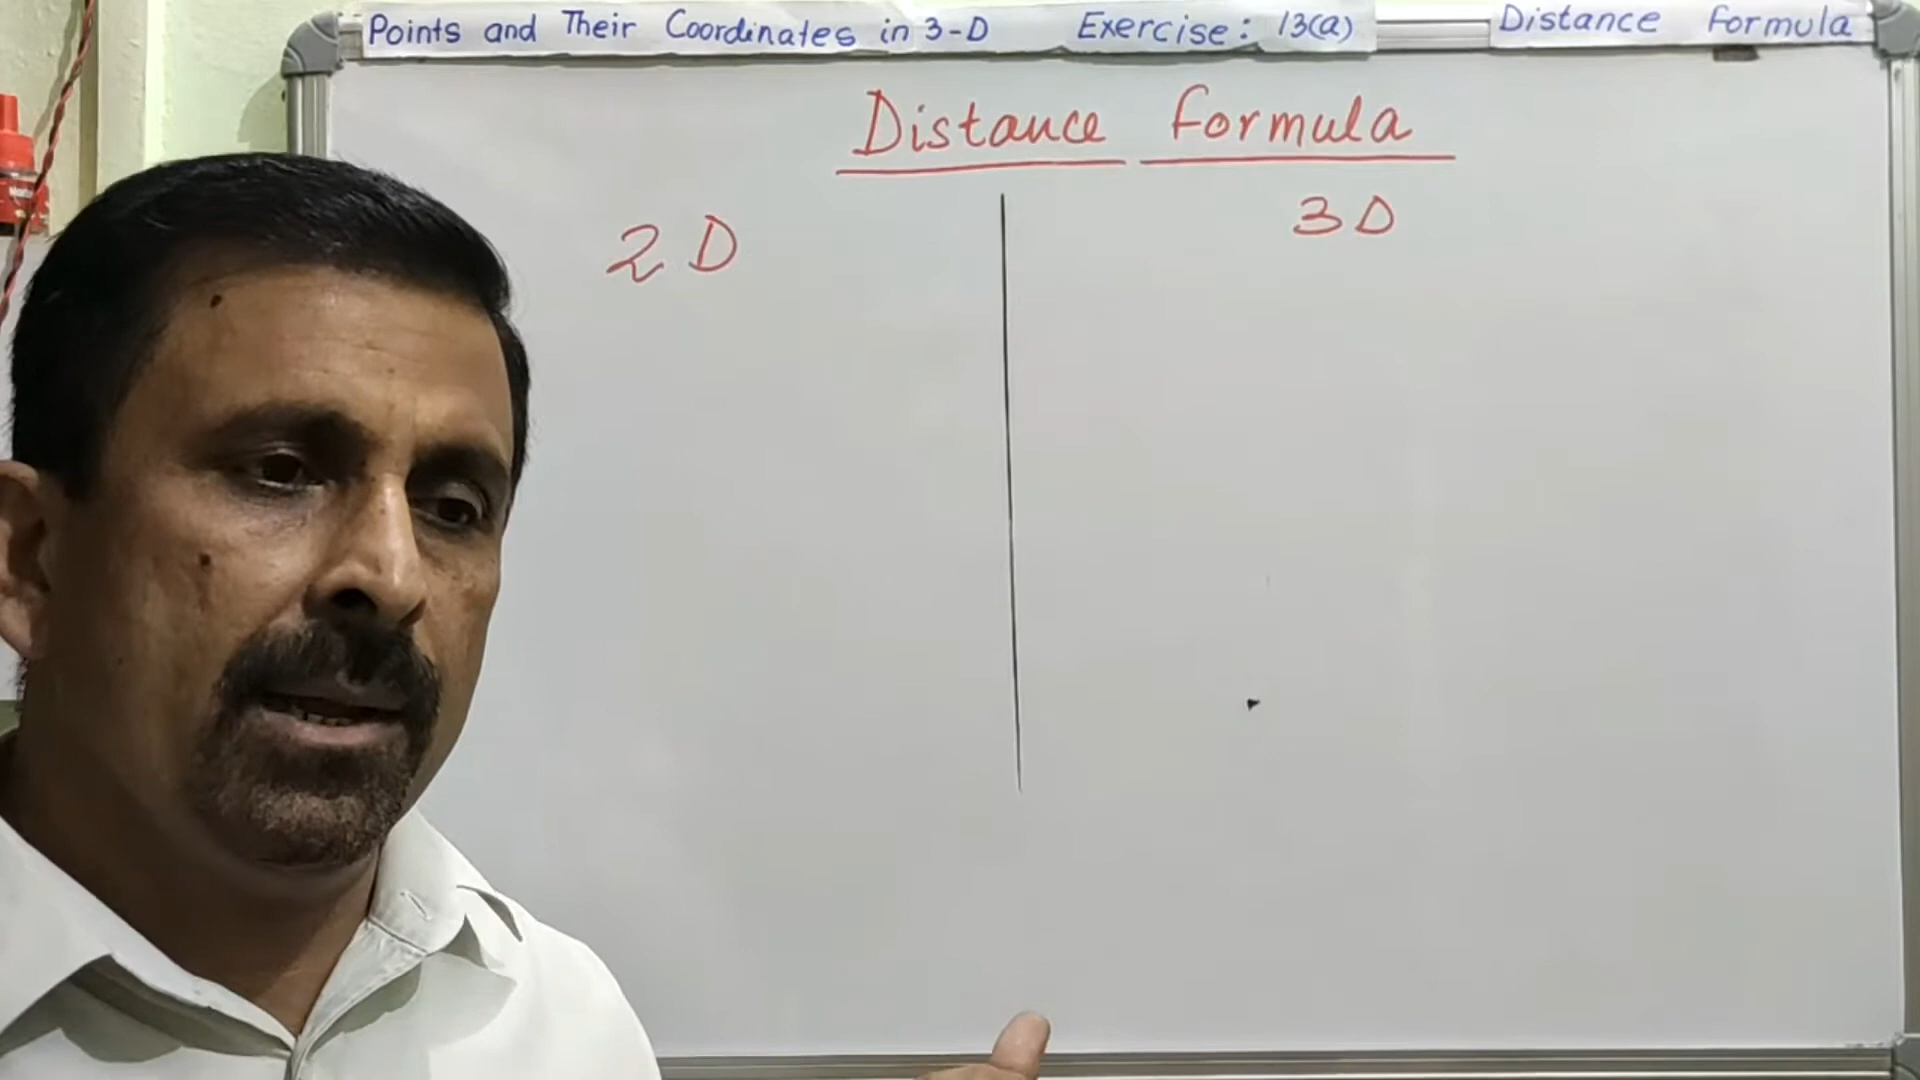 Points and Their Coordinates in 3-D Exercise: 13(a) Distance formula
Distance formula
2D 3D